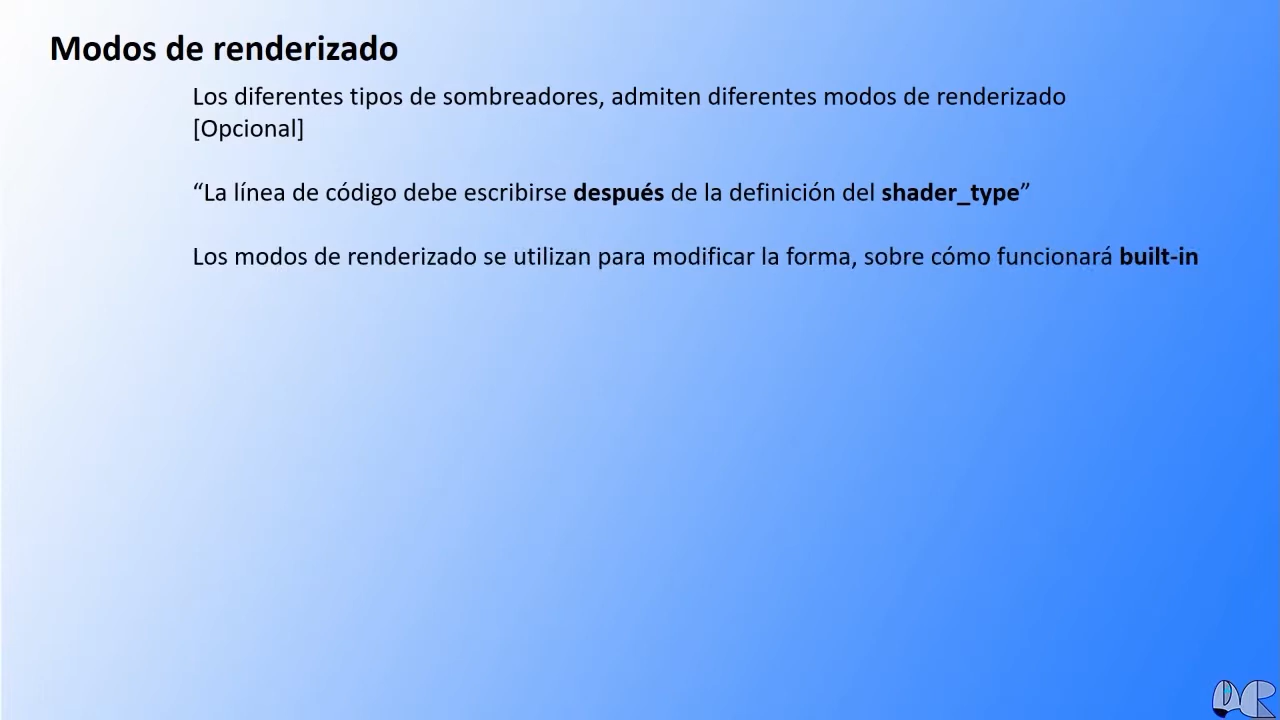 Modos de renderizado
Los diferentes tipos de sombreadores, admiten diferentes modos de renderizado
[Opcional]
“La línea de código debe escribirse después de la definición del shader_type”
Los modos de renderizado se utilizan para modificar la forma, sobre cómo funcionará built-in